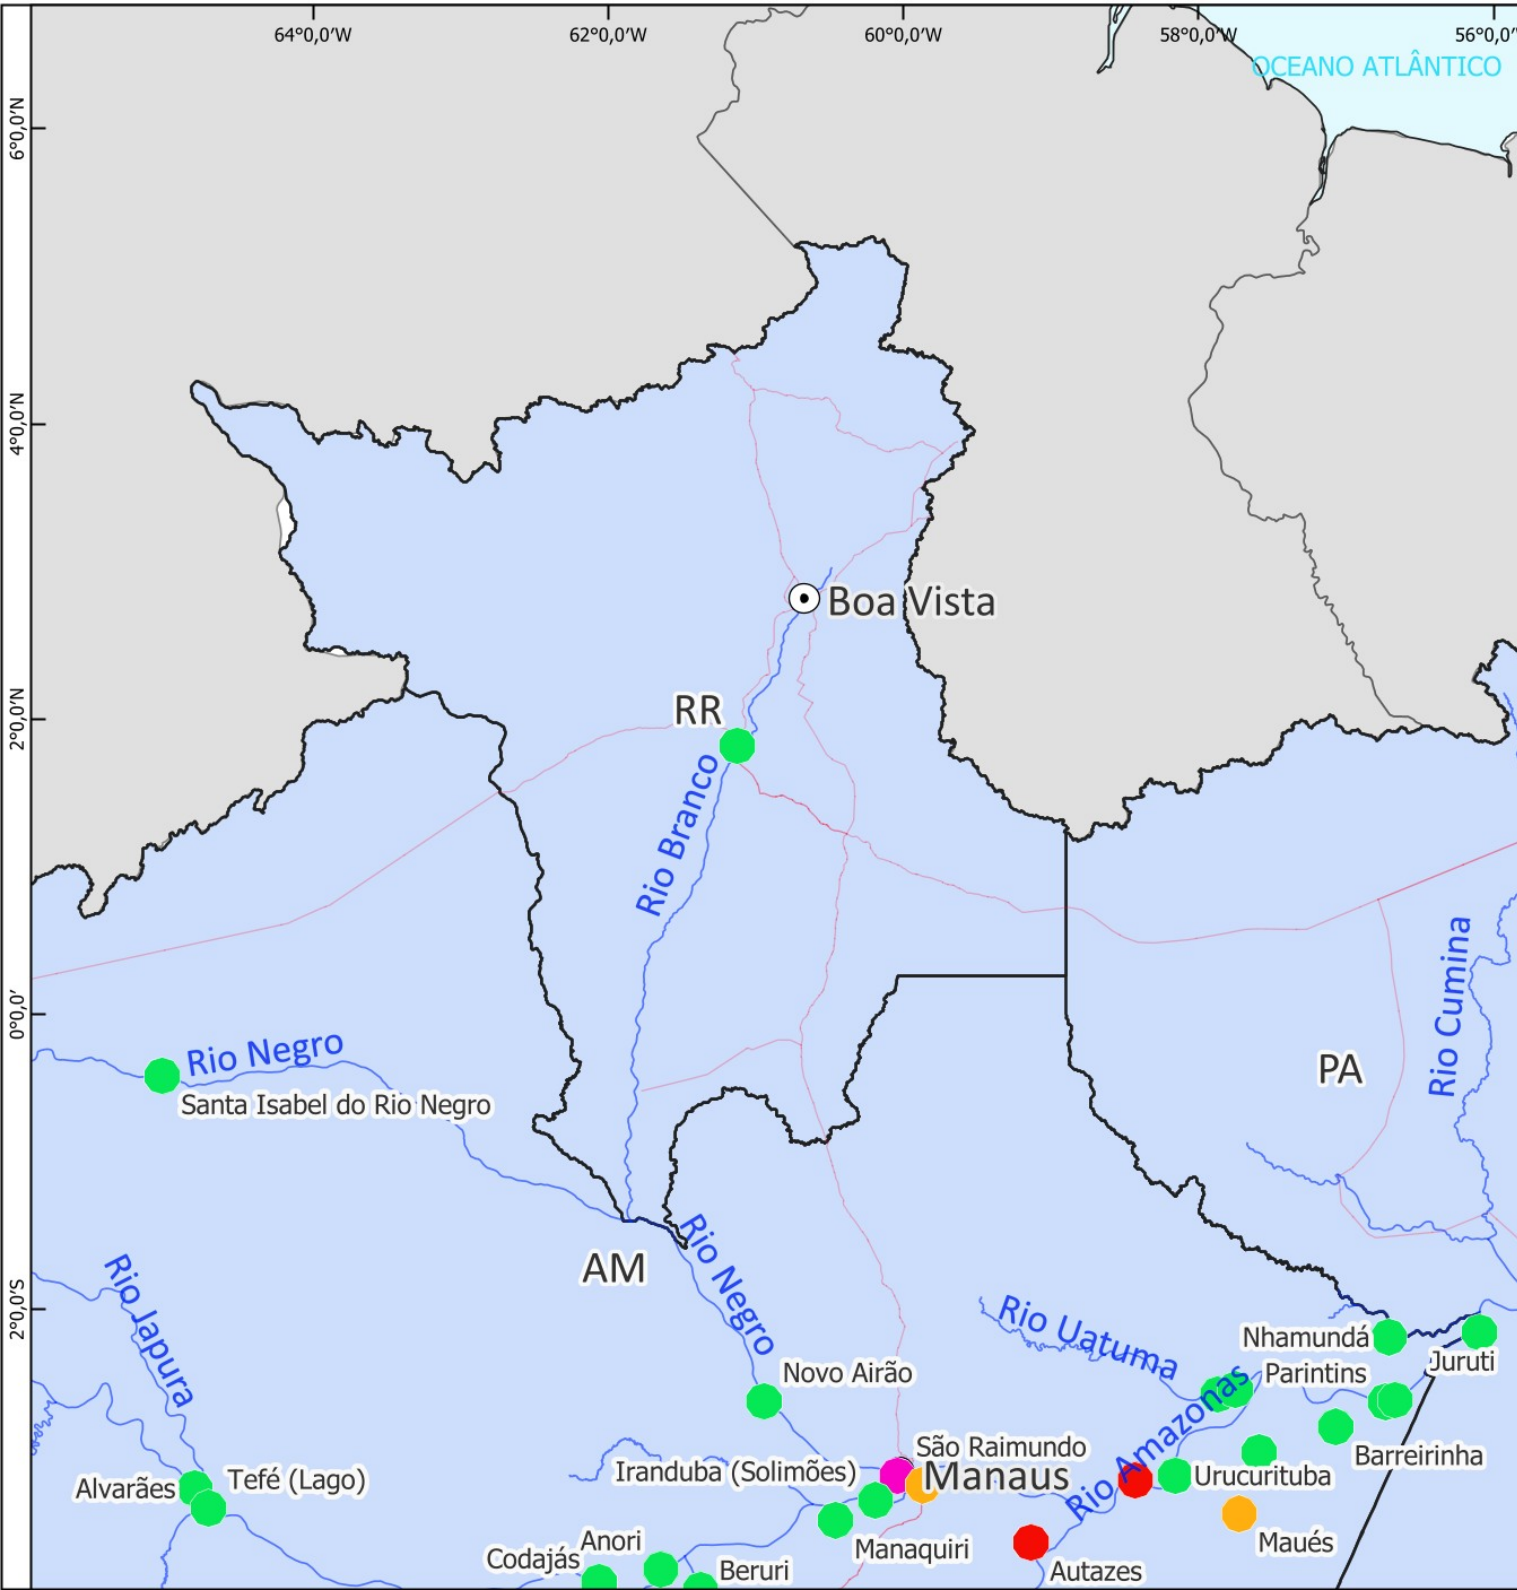 64°0,0'W
62°0,0'W
60°0,0'W
58°0,0'W
56°0,0'
OCEANO ATLÂNTICO
6°0,0'N
4°0,0'N
Boa Vista
2°0,0'N
RR
Rio Branco
Rio Cumina
0°0,0'
Rio Negro
Santa Isabel do Rio Negro
PA
AM
Rio Negro
Rio Japura
2°0,0'S
Rio Uatuma
Nhamundá
Juruti
Parintins
Novo Airão
Rio Amazonas
São Raimundo
Barreirinha
Iranduba (Solimões)
Manaus
Urucurituba
Alvarães
Tefé (Lago)
Maués
Manaquiri
Anori
Codajás
Beruri
Autazes